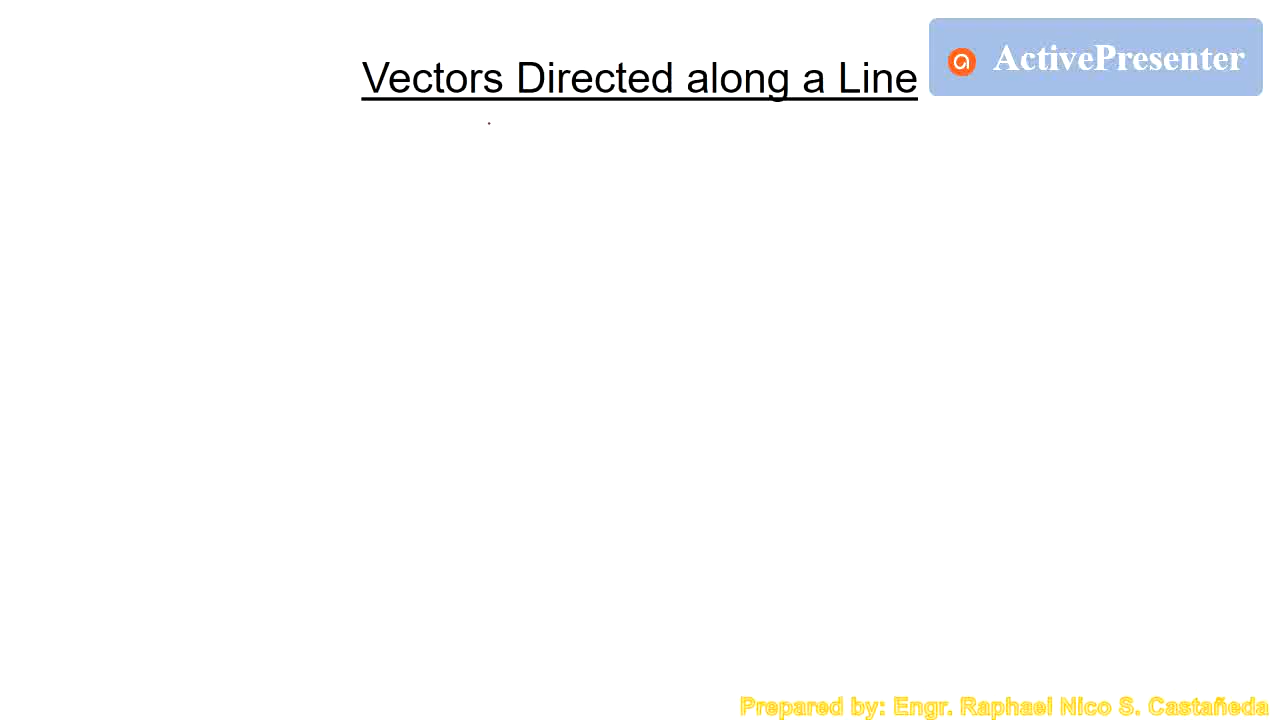 Vectors Directed along a Line
ActivePresenter
Prepared by: Engr. Raphael Nico S. Castañeda